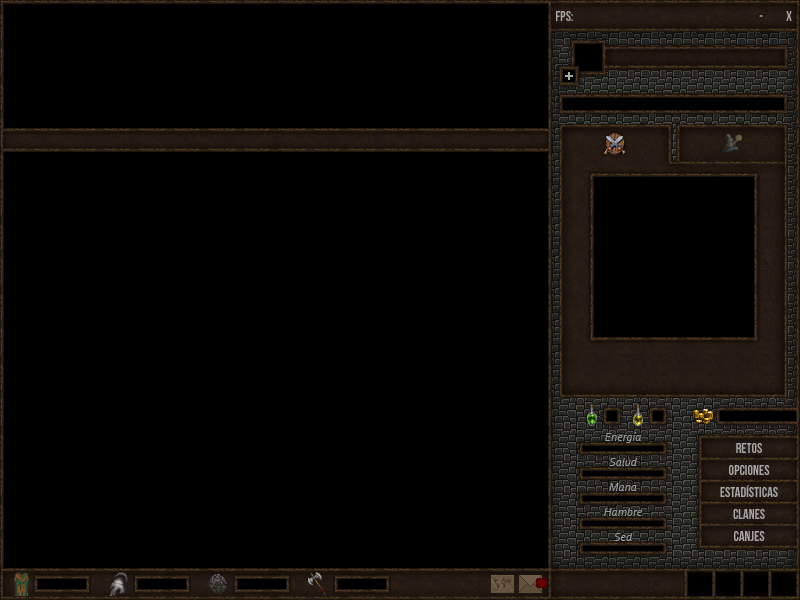 FPS:
-
X
+
Energía
Salud
Mana
Hambre
Sed
RETOS
OPCIONES
ESTADÍSTICAS
CLANES
CANJES